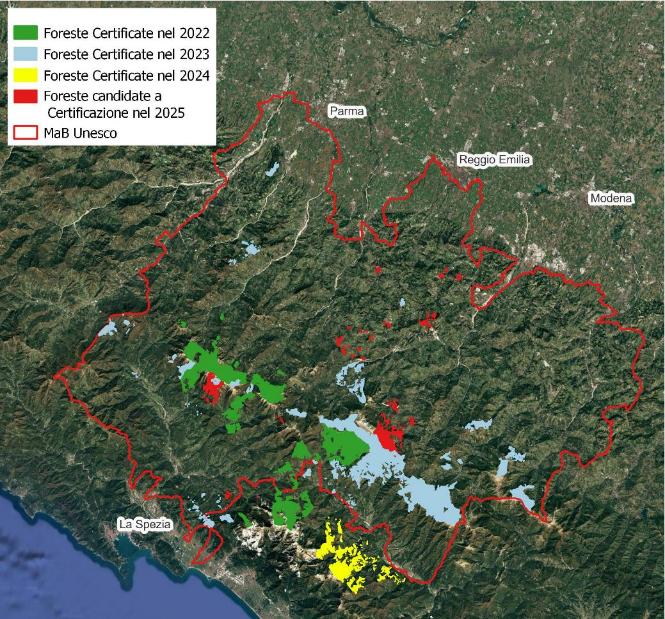 Foreste Certificate nel 2022
Foreste Certificate nel 2023
Foreste Certificate nel 2024
Foreste candidate a
Certificazione nel 2025
MaB Unesco
Parma
Reggio Emilia
Modena
La Spezia